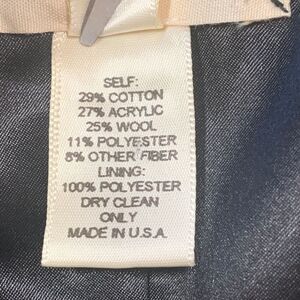 SELF:
29% COTTON
27% ACRYLIC
25% WOOL
11% POLYESTER
8% OTHER FIBER
LINING:
100% POLYESTER
DRY CLEAN
ONLY
MADE IN U.S.A.